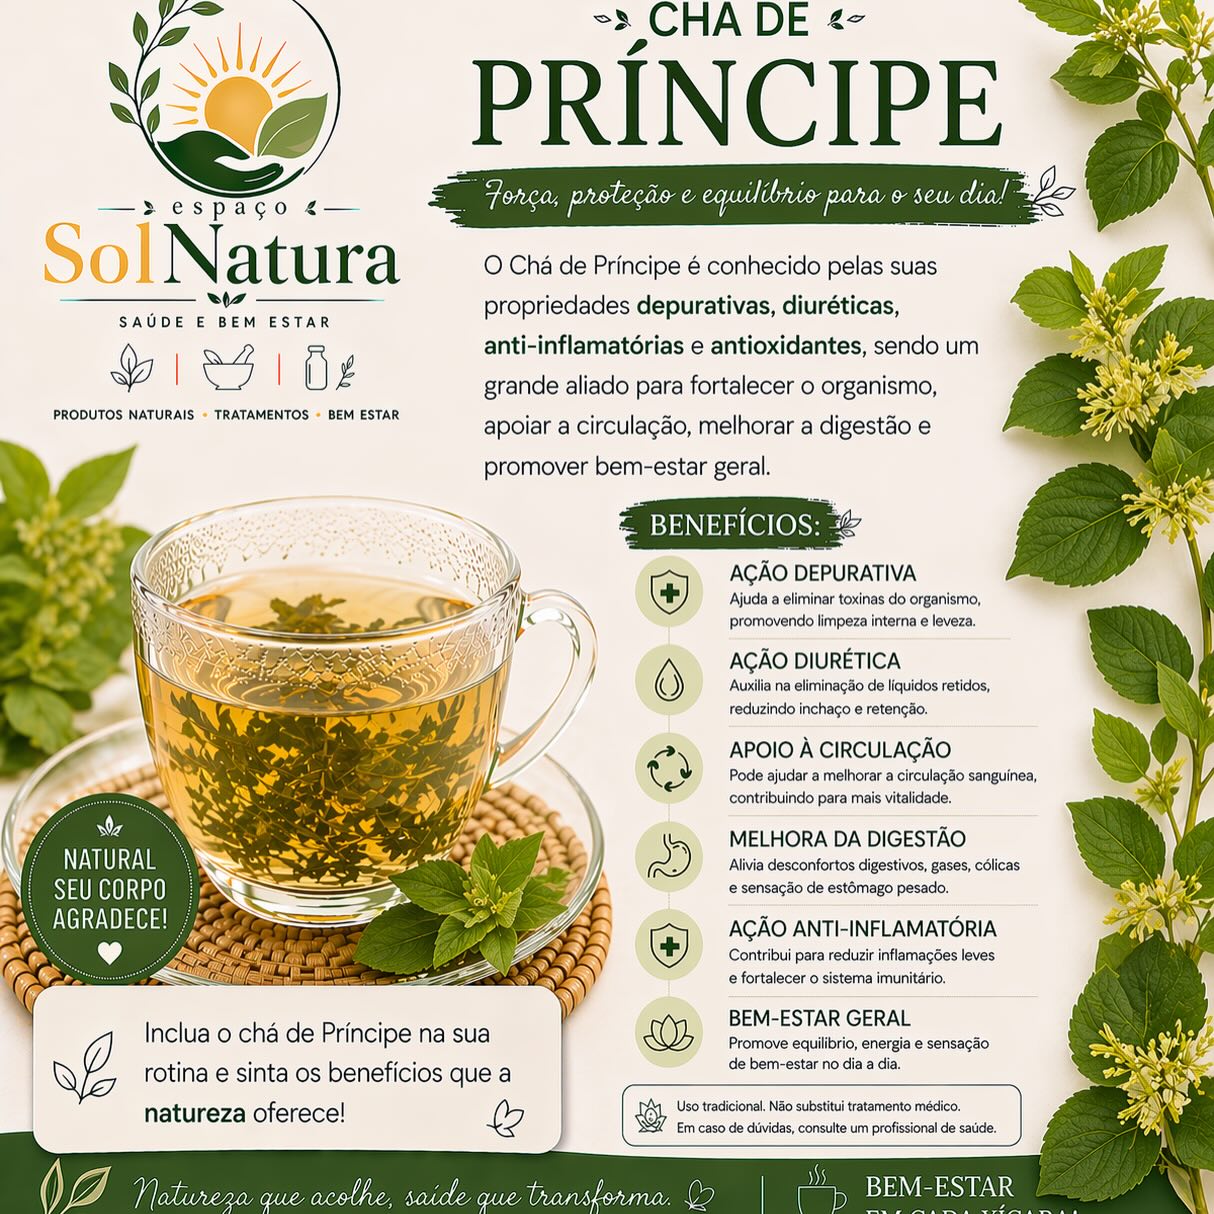 CHÁ DE
PRÍNCIPE
Força, proteção e equilíbrio para o seu dia!
espaço
SolNatura
SAÚDE E BEM ESTAR
PRODUTOS NATURAIS • TRATAMENTOS • BEM ESTAR
O Chá de Príncipe é conhecido pelas suas
propriedades depurativas, diuréticas,
anti-inflamatórias e antioxidantes, sendo um
grande aliado para fortalecer o organismo,
apoiar a circulação, melhorar a digestão e
promover bem-estar geral.
BENEFÍCIOS:
AÇÃO DEPURATIVA
Ajuda a eliminar toxinas do organismo,
promovendo limpeza interna e leveza.
AÇÃO DIURÉTICA
Auxilia na eliminação de líquidos retidos,
reduzindo inchaço e retenção.
APOIO À CIRCULAÇÃO
Pode ajudar a melhorar a circulação sanguínea,
contribuindo para mais vitalidade.
MELHORA DA DIGESTÃO
Alivia desconfortos digestivos, gases, cólicas
e sensação de estômago pesado.
AÇÃO ANTI-INFLAMATÓRIA
Contribui para reduzir inflamações leves
e fortalecer o sistema imunitário.
BEM-ESTAR GERAL
Promove equilíbrio, energia e sensação
de bem-estar no dia a dia.
NATURAL
SEU CORPO
AGRADECE!
Inclua o chá de Príncipe na sua
rotina e sinta os benefícios que a
natureza oferece!
Uso tradicional. Não substitui tratamento médico.
Em caso de dúvidas, consulte um profissional de saúde.
Natureza que acolhe, saúde que transforma.
BEM-ESTAR
EM CADA XÍCARA!